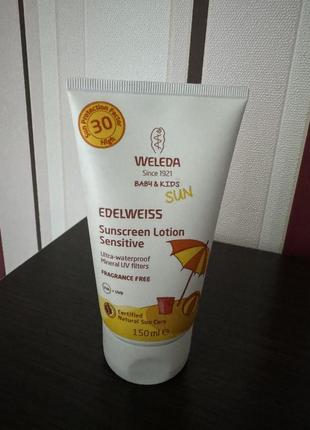 Sun Protection Factor
30
High
WELEDA
Since 1921
BABY & KIDS
SUN
EDELWEISS
Sunscreen Lotion
Sensitive
Ultra-waterproof
Mineral UV filters
FRAGRANCE FREE
+ UVB
Certified
Natural Sun Care
150ml e